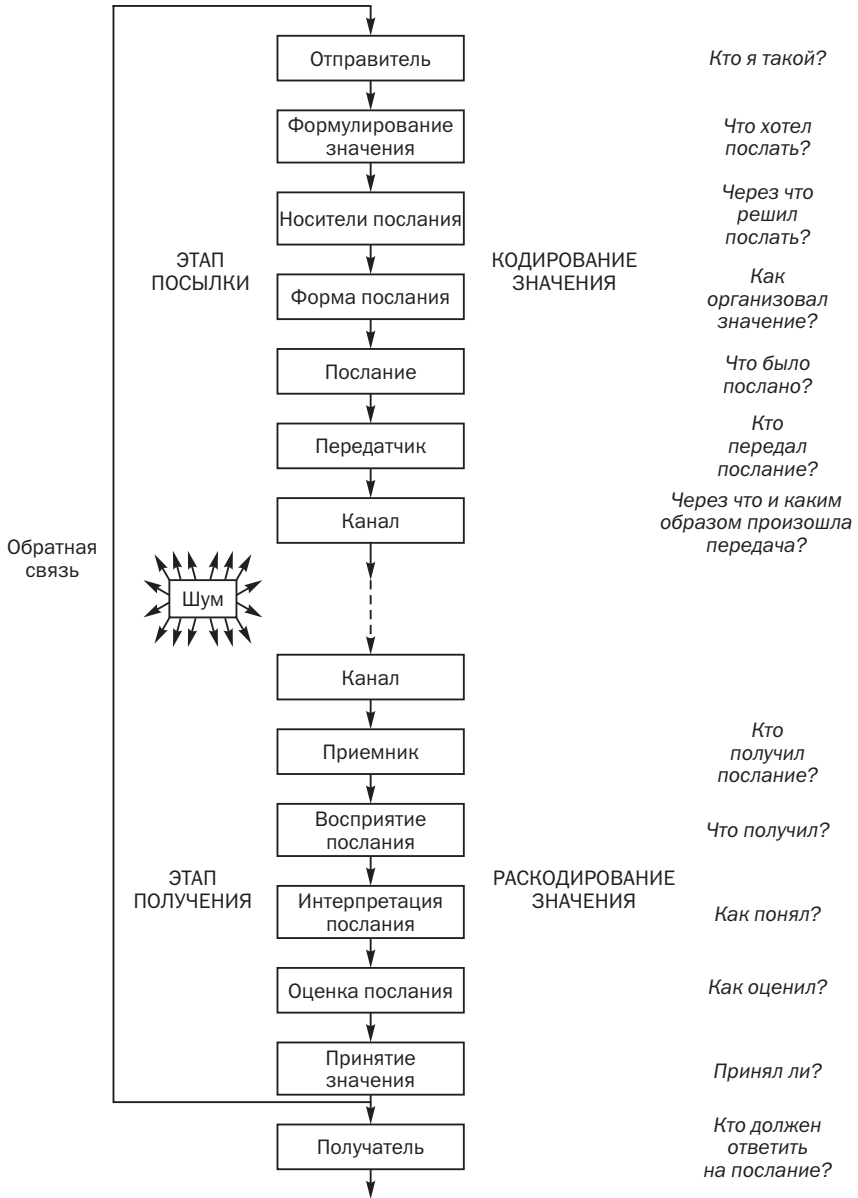 Отправитель
Кто я такой?
Формулирование
значения
Что хотел
послать?
Носители послания
Через что
решил
послать?
ЭТАП
ПОСЫЛКИ
КОДИРОВАНИЕ
ЗНАЧЕНИЯ
Форма послания
Как
организовал
значение?
Послание
Что было
послано?
Передатчик
Кто
передал
послание?
Канал
Через что и каким
образом произошла
передача?
Обратная
связь
Шум
Канал
Приемник
Кто
получил
послание?
Восприятие
послания
Что получил?
ЭТАП
ПОЛУЧЕНИЯ
РАСКОДИРОВАНИЕ
ЗНАЧЕНИЯ
Интерпретация
послания
Как понял?
Оценка послания
Как оценил?
Принятие
значения
Принял ли?
Получатель
Кто должен
ответить
на послание?